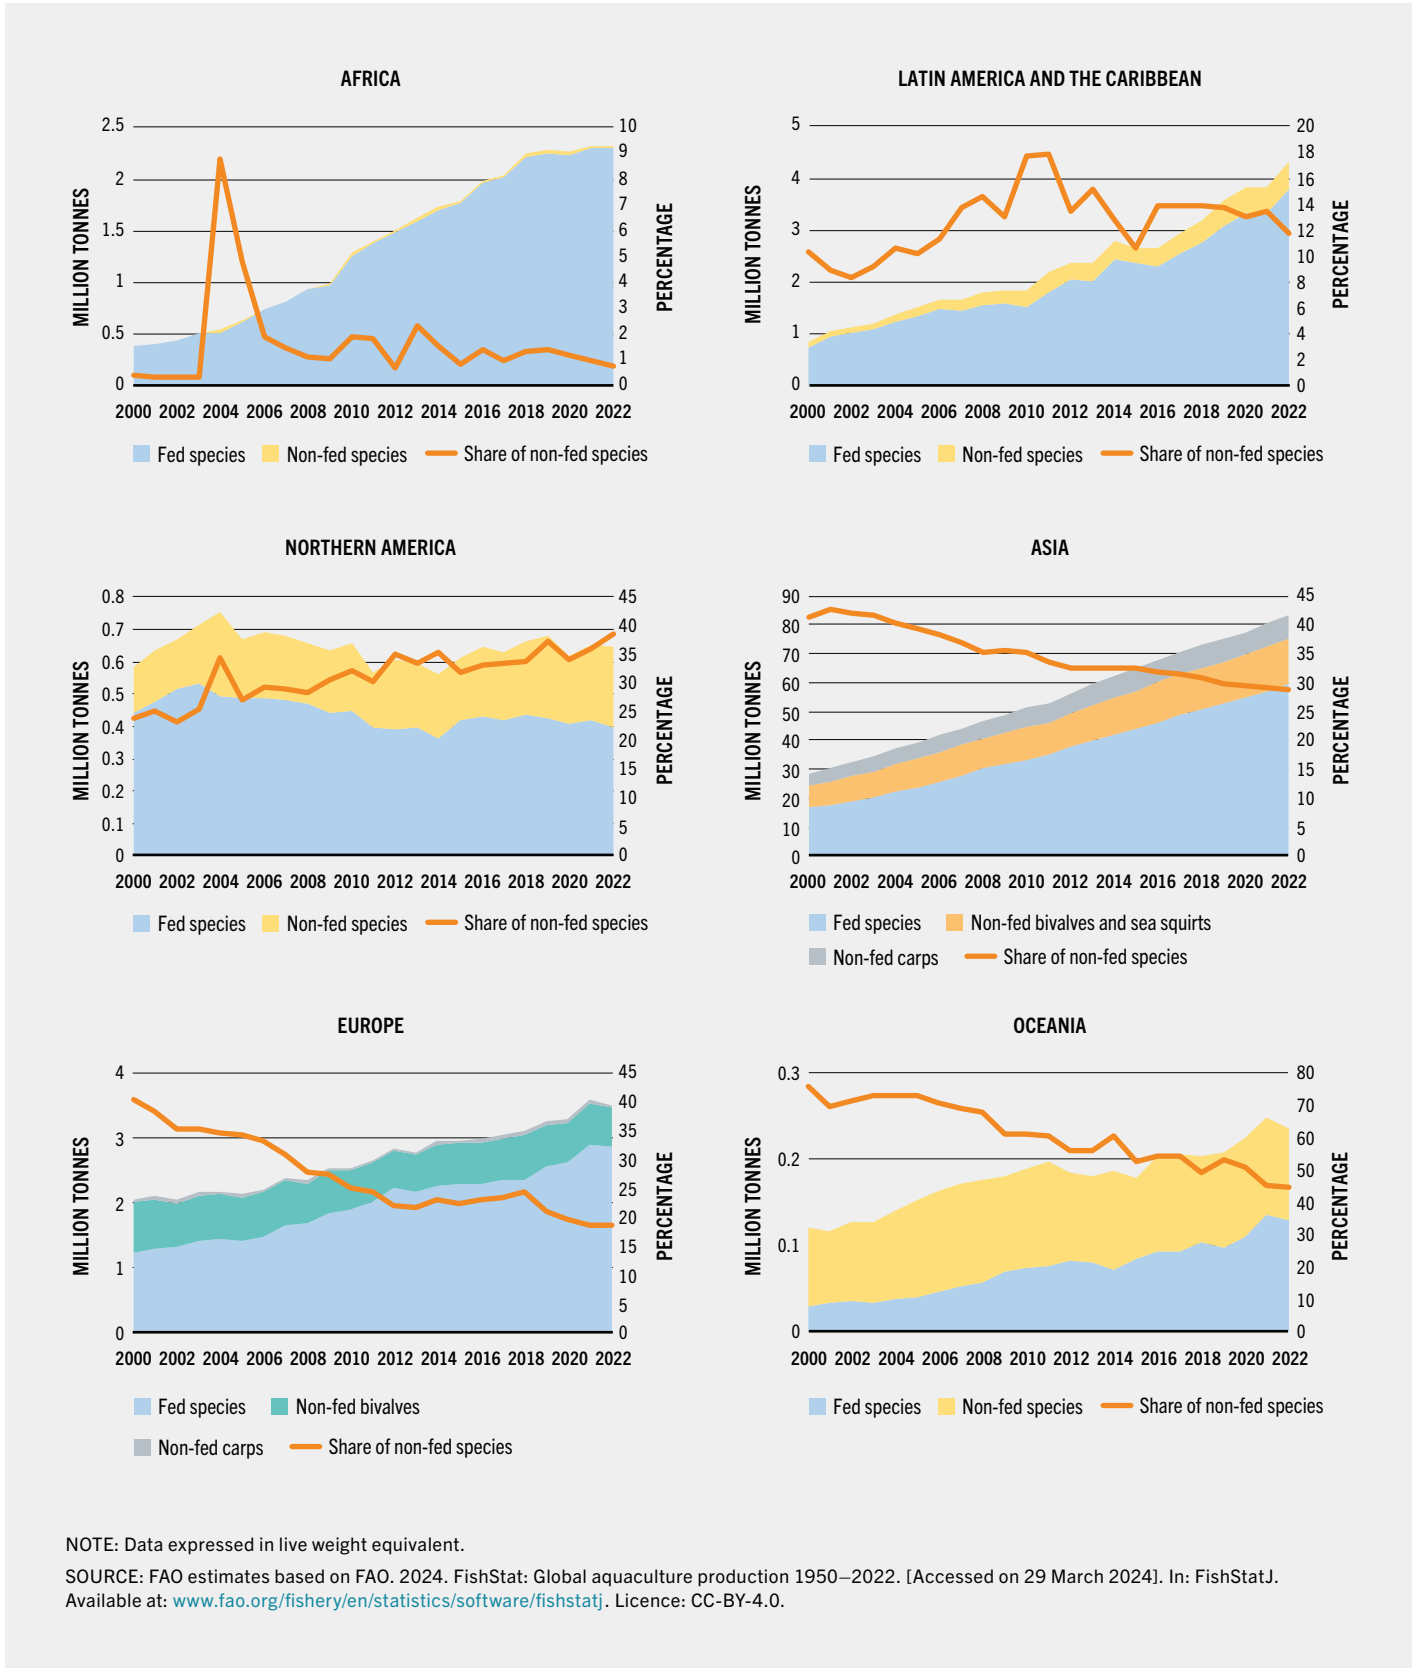 AFRICA
MILLION TONNES
2.5
2
1.5
1
0.5
0
10
9
8
7
6
5
4
3
2
1
0
PERCENTAGE
2000 2002 2004 2006 2008 2010 2012 2014 2016 2018 2020 2022
Fed species Non-fed species Share of non-fed species
LATIN AMERICA AND THE CARIBBEAN
MILLION TONNES
5
4
3
2
1
0
20
18
16
14
12
10
8
6
4
2
0
PERCENTAGE
2000 2002 2004 2006 2008 2010 2012 2014 2016 2018 2020 2022
Fed species Non-fed species Share of non-fed species
NORTHERN AMERICA
MILLION TONNES
0.8
0.7
0.6
0.5
0.4
0.3
0.2
0.1
0
45
40
35
30
25
20
15
10
5
0
PERCENTAGE
2000 2002 2004 2006 2008 2010 2012 2014 2016 2018 2020 2022
Fed species Non-fed species Share of non-fed species
ASIA
MILLION TONNES
90
80
70
60
50
40
30
20
10
0
45
40
35
30
25
20
15
10
5
0
PERCENTAGE
2000 2002 2004 2006 2008 2010 2012 2014 2016 2018 2020 2022
Fed species Non-fed bivalves and sea squirts
Non-fed carps Share of non-fed species
EUROPE
MILLION TONNES
4
3
2
1
0
45
40
35
30
25
20
15
10
5
0
PERCENTAGE
2000 2002 2004 2006 2008 2010 2012 2014 2016 2018 2020 2022
Fed species Non-fed bivalves
Non-fed carps Share of non-fed species
OCEANIA
MILLION TONNES
0.3
0.2
0.1
0
80
70
60
50
40
30
20
10
0
PERCENTAGE
2000 2002 2004 2006 2008 2010 2012 2014 2016 2018 2020 2022
Fed species Non-fed species Share of non-fed species
NOTE: Data expressed in live weight equivalent.
SOURCE: FAO estimates based on FAO. 2024. FishStat: Global aquaculture production 1950–2022. [Accessed on 29 March 2024]. In: FishStatJ.
Available at: www.fao.org/fishery/en/statistics/software/fishstatj. Licence: CC-BY-4.0.